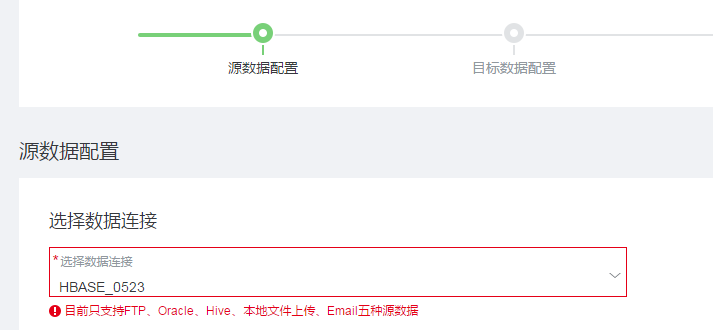 源数据配置
目标数据配置
源数据配置
选择数据连接
*选择数据连接
HBASE_0523
目前只支持FTP、Oracle、Hive、本地文件上传、Email五种源数据